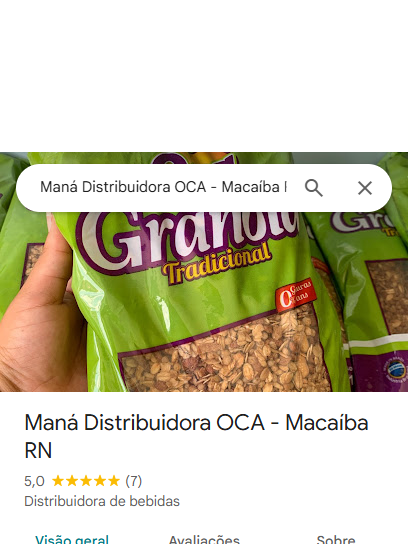 Maná Distribuidora OCA - Macaíba
Granola
Tradicional
0% Gorduras
Trans
Maná Distribuidora OCA - Macaíba
RN
5,0 ★★★★★ (7)
Distribuidora de bebidas
Visão geral Avaliações Sobre